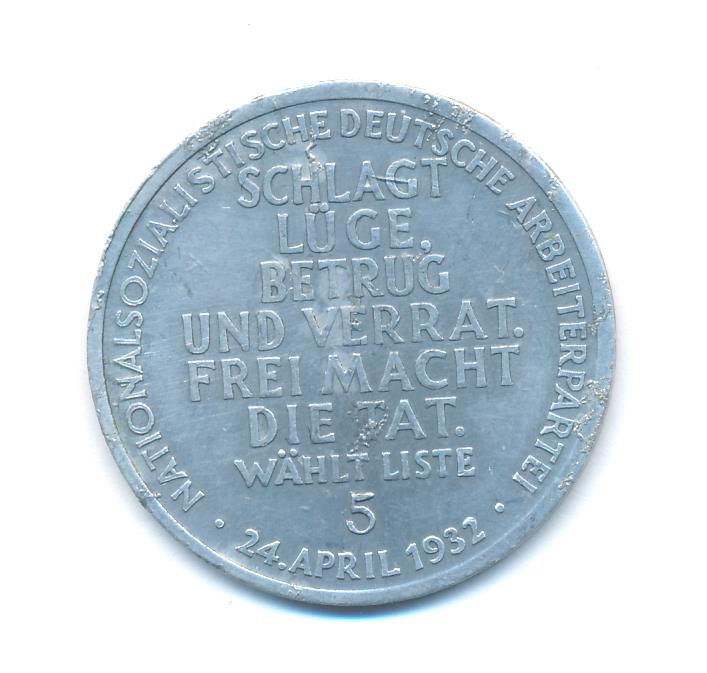 NATIONALSOZIALISTISCHE DEUTSCHE ARBEITERPARTEI
SCHLAGT
LÜGE,
BETRUG
UND VERRAT.
FREI MACHT
DIE TAT.
WÄHLT LISTE
5
· 24. APRIL 1932 ·